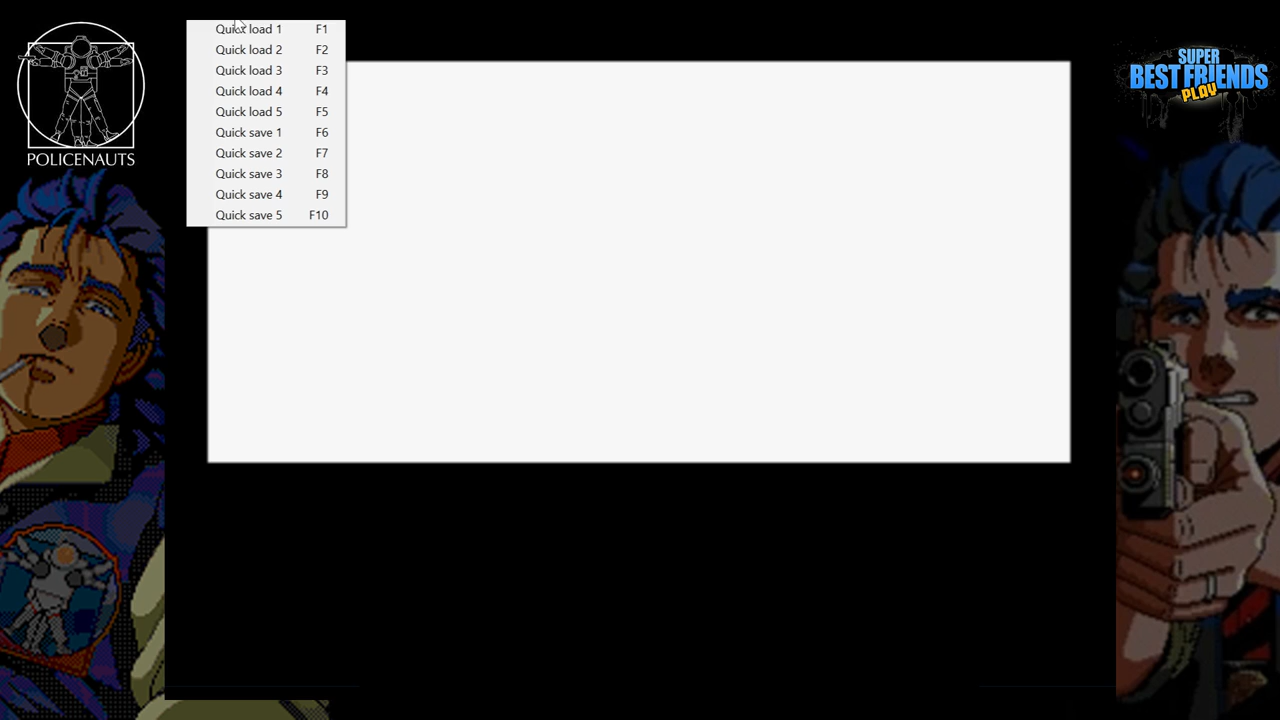 POLICENAUTS
Quick load 1 F1
Quick load 2 F2
Quick load 3 F3
Quick load 4 F4
Quick load 5 F5
Quick save 1 F6
Quick save 2 F7
Quick save 3 F8
Quick save 4 F9
Quick save 5 F10
SUPER
BEST FRIENDS
PLAY